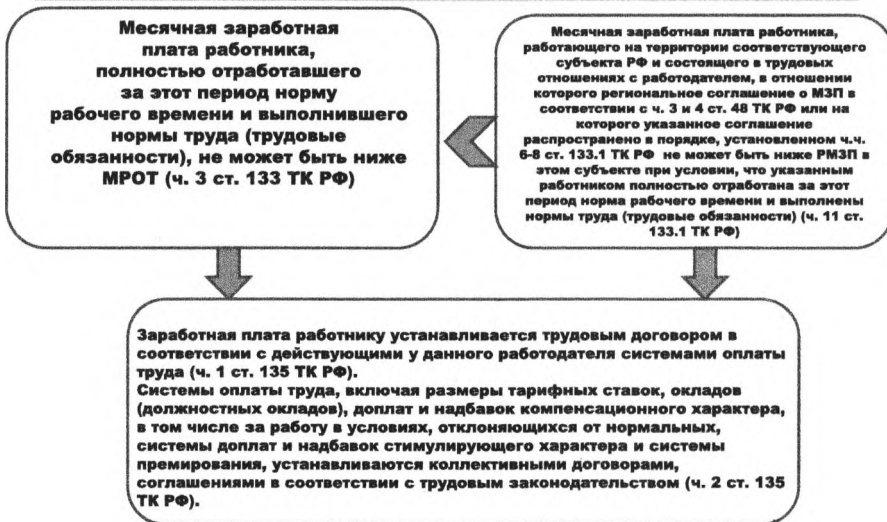 Месячная заработная
плата работника,
полностью отработавшего
за этот период норму
рабочего времени и выполнившего
нормы труда (трудовые
обязанности), не может быть ниже
МРОТ (ч. 3 ст. 133 ТК РФ)
Месячная заработная плата работника,
работающего на территории соответствующего
субъекта РФ и состоящего в трудовых
отношениях с работодателем, в отношении
которого региональное соглашение о МЗП в
соответствии с ч. 3 и 4 ст. 48 ТК РФ или на
которого указанное соглашение
распространено в порядке, установленном ч.ч.
6-8 ст. 133.1 ТК РФ не может быть ниже РМЗП в
этом субъекте при условии, что указанным
работником полностью отработана за этот
период норма рабочего времени и выполнены
нормы труда (трудовые обязанности) (ч. 11 ст.
133.1 ТК РФ)
Заработная плата работнику устанавливается трудовым договором в
соответствии с действующими у данного работодателя системами оплаты
труда (ч. 1 ст. 135 ТК РФ).
Системы оплаты труда, включая размеры тарифных ставок, окладов
(должностных окладов), доплат и надбавок компенсационного характера,
в том числе за работу в условиях, отклоняющихся от нормальных,
системы доплат и надбавок стимулирующего характера и системы
премирования, устанавливаются коллективными договорами,
соглашениями в соответствии с трудовым законодательством (ч. 2 ст. 135
ТК РФ).